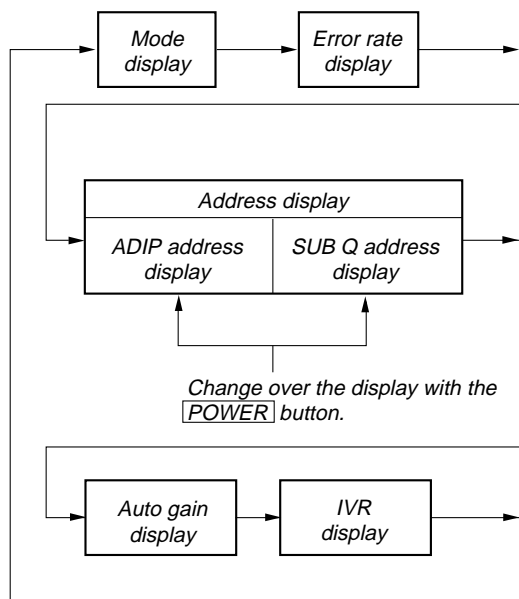 Mode
display
Error rate
display
Address display
ADIP address
display
SUB Q address
display
Change over the display with the
POWER button.
Auto gain
display
IVR
display